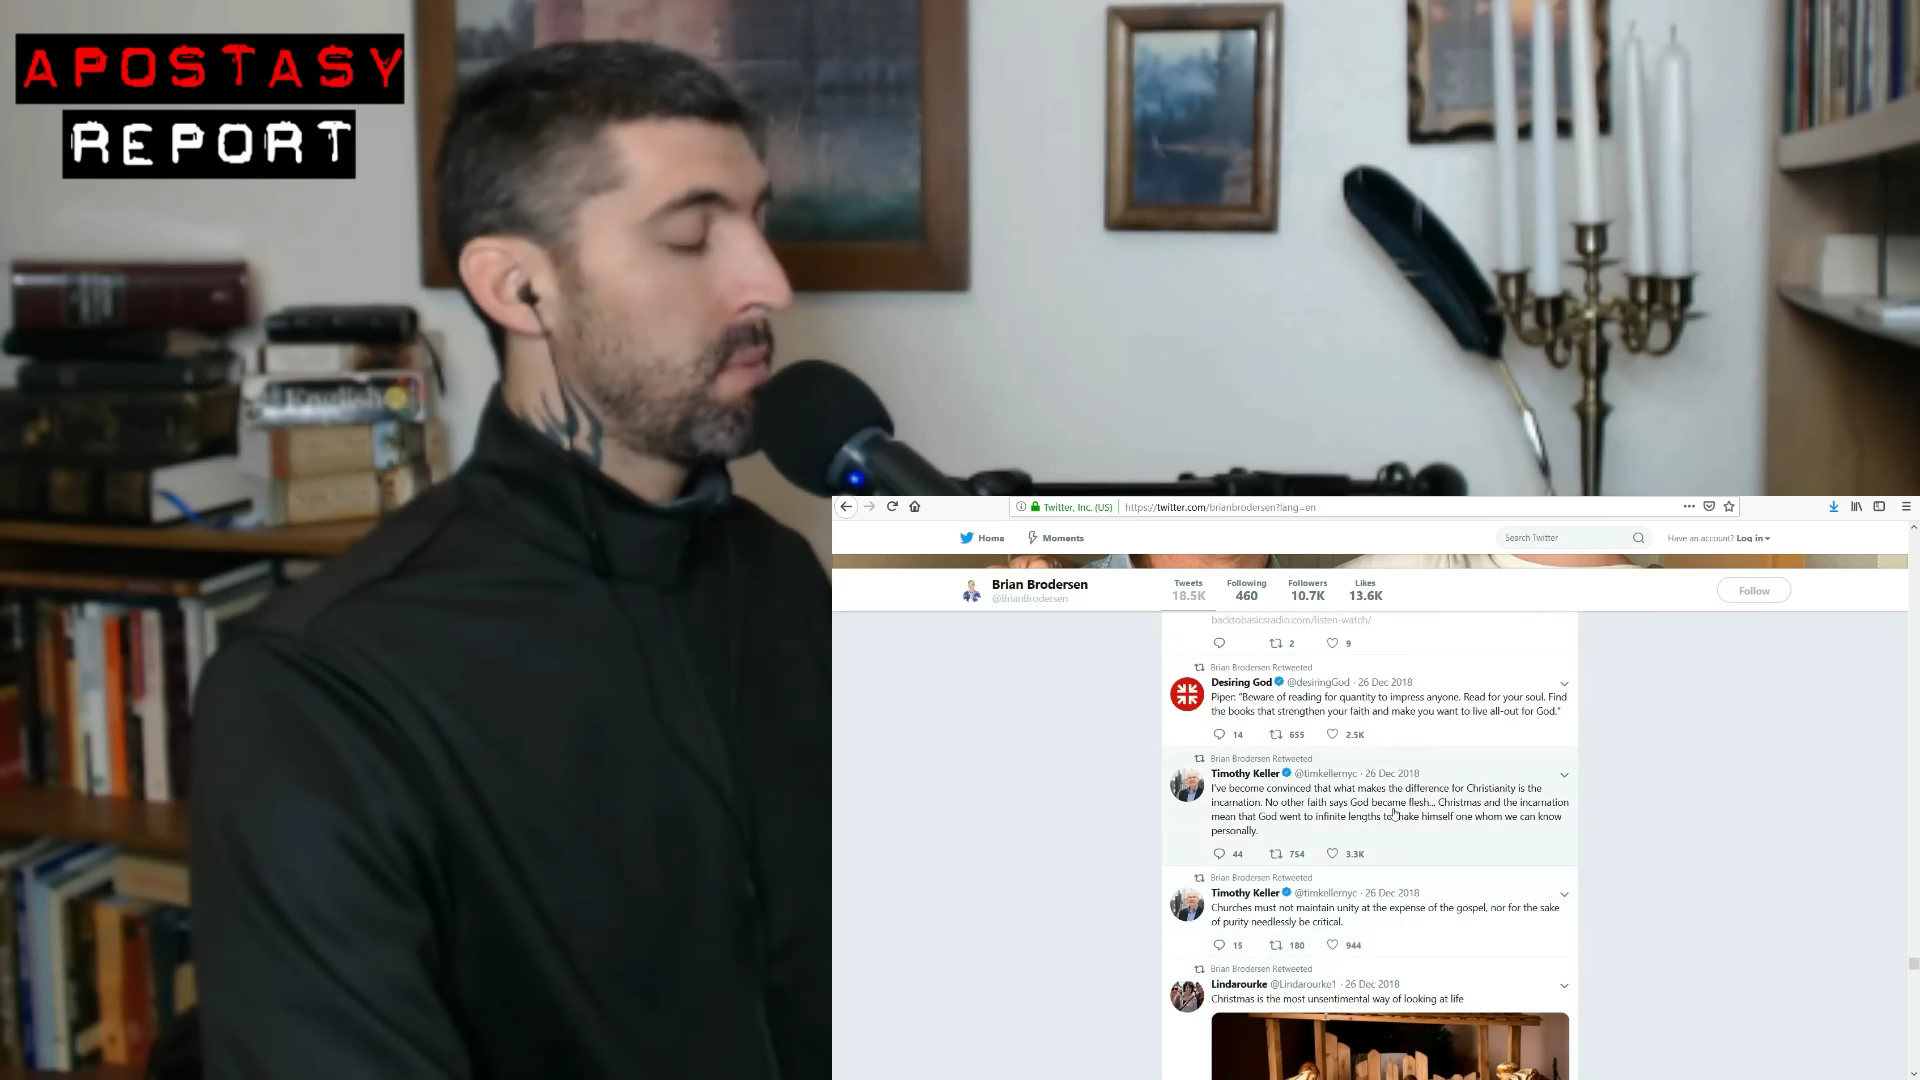 APOSTASY
REPORT
English
Twitter, Inc. (US)
https://twitter.com/brianbrodersen?lang=en
Home
Moments
Search Twitter
Have an account? Log in
Brian Brodersen
@BrianBrodersen
Tweets
18.5K
Following
460
Followers
10.7K
Likes
13.6K
Follow
backtobasicsradio.com/listen-watch/
2
9
Brian Brodersen Retweeted
Desiring God @desiringGod · 26 Dec 2018
Piper: “Beware of reading for quantity to impress anyone. Read for your soul. Find
the books that strengthen your faith and make you want to live all-out for God.”
14
655
2.5K
Brian Brodersen Retweeted
Timothy Keller @timkellernyc · 26 Dec 2018
I've become convinced that what makes the difference for Christianity is the
incarnation. No other faith says God became flesh... Christmas and the incarnation
mean that God went to infinite lengths to make himself one whom we can know
personally.
44
754
3.3K
Brian Brodersen Retweeted
Timothy Keller @timkellernyc · 26 Dec 2018
Churches must not maintain unity at the expense of the gospel, nor for the sake
of purity needlessly be critical.
15
180
944
Brian Brodersen Retweeted
Lindarourke @Lindarourke1 · 26 Dec 2018
Christmas is the most unsentimental way of looking at life